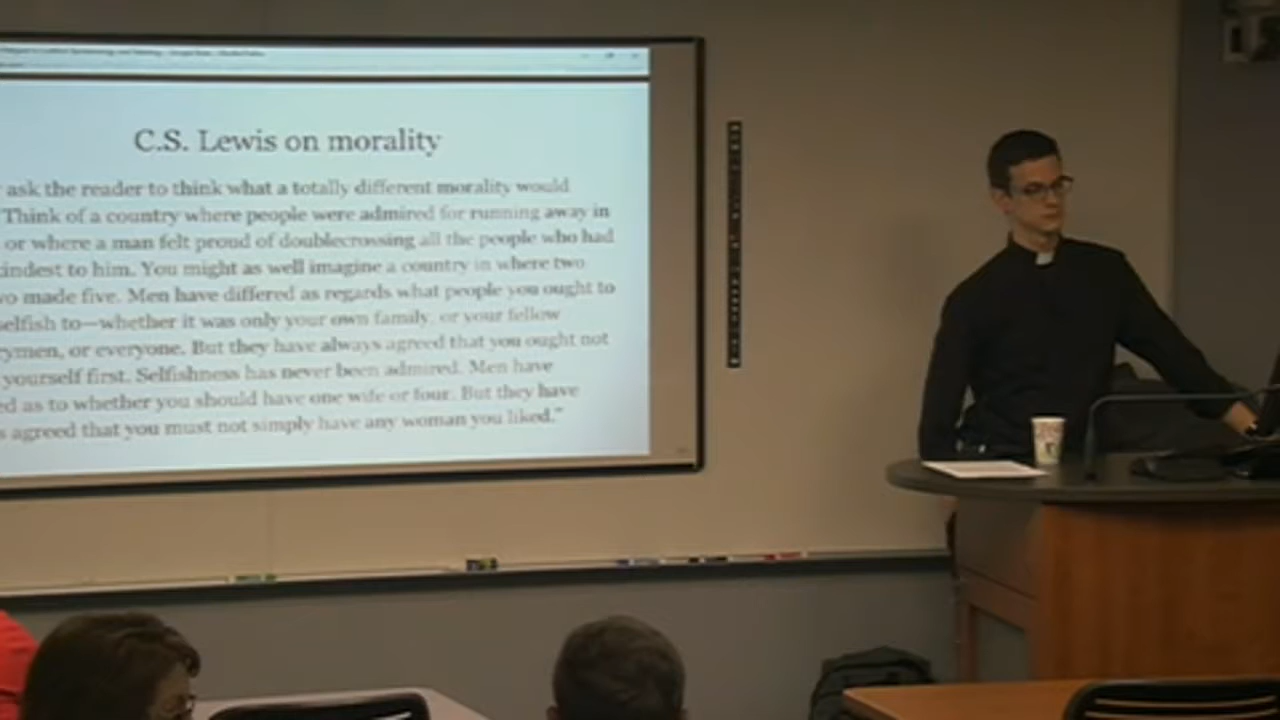 C.S. Lewis on morality
ask the reader to think what a totally different morality would
Think of a country where people were admired for running away in
or where a man felt proud of doublecrossing all the people who had
indest to him. You might as well imagine a country in where two
o made five. Men have differed as regards what people you ought to
elfish to—whether it was only your own family, or your fellow
rymen, or everyone. But they have always agreed that you ought not
yourself first. Selfishness has never been admired. Men have
ed as to whether you should have one wife or four. But they have
s agreed that you must not simply have any woman you liked."